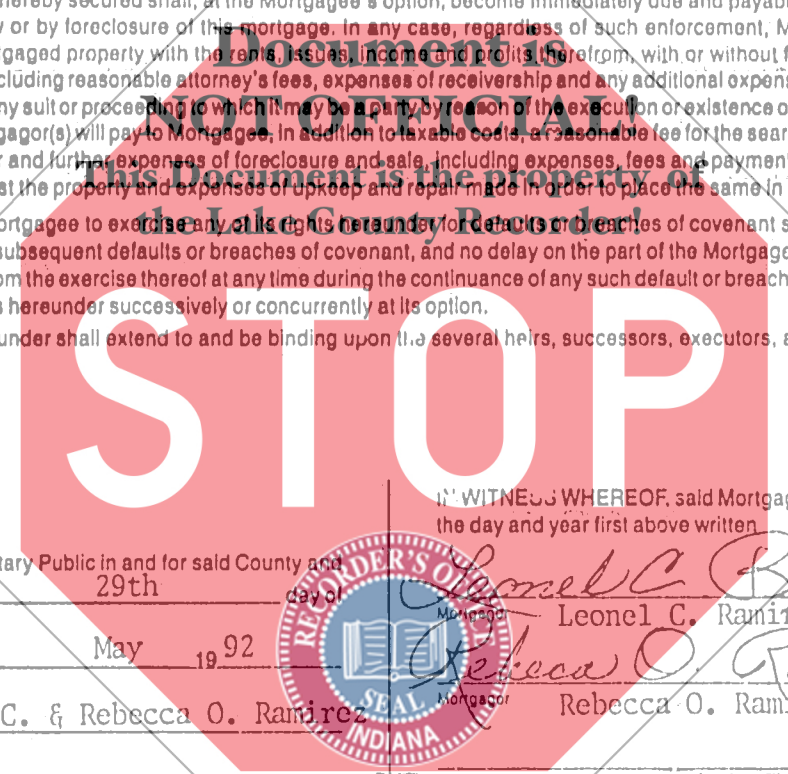 hereby secured shall, at the Mortgagee's option, become immediately due and payab
y or by foreclosure of this mortgage. In any case, regardless of such enforcement, M
gaged property with the rents, issues, income and profits therefrom, with or without f
cluding reasonable attorney's fees, expenses of receivership and any additional expens
ny suit or proceeding to which it may be a party by reason of the execution or existence o
gagor(s) will pay to Mortgagee, in addition to taxable costs, a reasonable fee for the sear
r and further expenses of foreclosure and sale, including expenses, fees and payment
st the property and expenses of upkeep and repair made in order to place the same in
ortgagee to exercise any of its rights hereunder for defaults or breaches of covenant s
subsequent defaults or breaches of covenant, and no delay on the part of the Mortgage
om the exercise thereof at any time during the continuance of any such default or breach
s hereunder successively or concurrently at its option.
under shall extend to and be binding upon the several heirs, successors, executors, a
Document is
NOT OFFICIAL!
This Document is the property of
the Lake County Recorder!
STOP
IN WITNESS WHEREOF, said Mortgag
the day and year first above written
tary Public in and for said County and
29th day of
May 19 92
C. & Rebecca O. Ramirez
Leonel C. B
Mortgagor Leonel C. Ramir
Rebeca O. R
Mortgagor Rebecca O. Rami
RECORDER'S OFFICE
SEAL
INDIANA